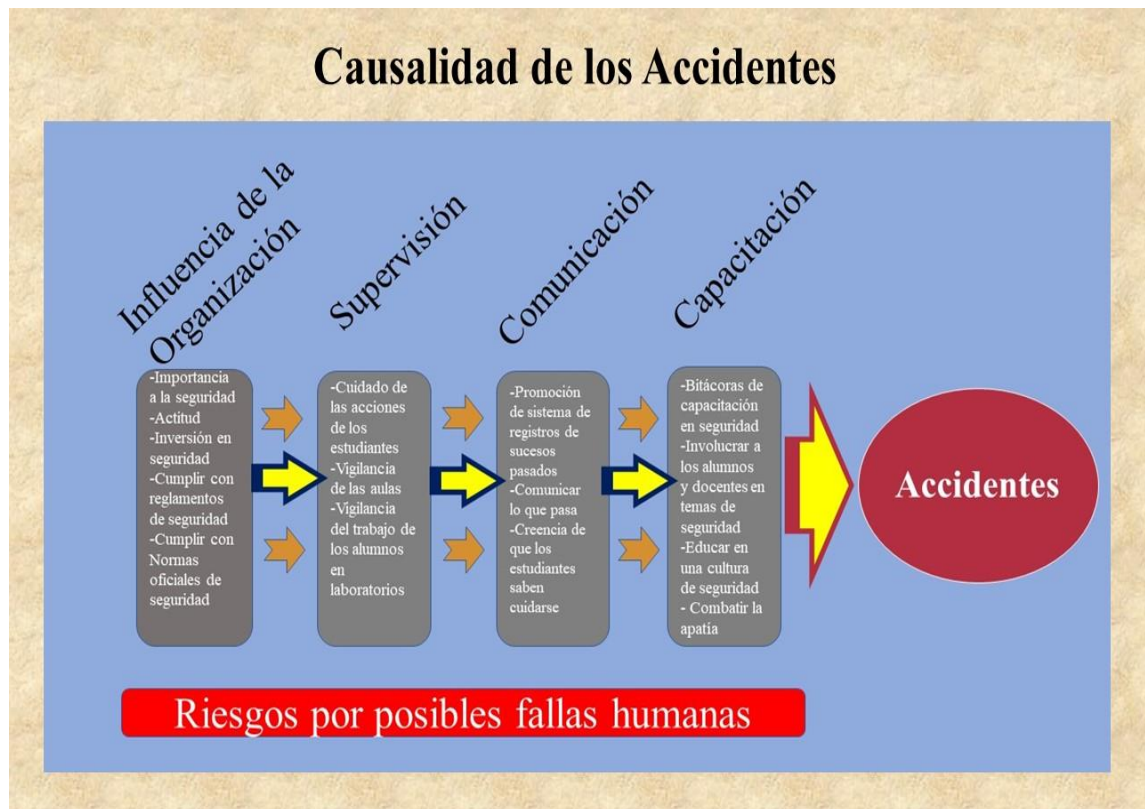 Causalidad de los Accidentes
Influencia de la
Organización
Supervisión
Comunicación
Capacitación
-Importancia
a la seguridad
-Actitud
-Inversión en
seguridad
-Cumplir con
reglamentos
de seguridad
-Cumplir con
Normas
oficiales de
seguridad
-Cuidado de
las acciones
de los
estudiantes
-Vigilancia
de las aulas
-Vigilancia
del trabajo de
los alumnos
en
laboratorios
-Promoción
de sistema de
registros de
sucesos
pasados
-Comunicar
lo que pasa
-Creencia de
que los
estudiantes
saben
cuidarse
-Bitácoras de
capacitación
en seguridad
-Involucrar a
los alumnos
y docentes en
temas de
seguridad
-Educar en
una cultura
de seguridad
- Combatir la
apatía
Accidentes
Riesgos por posibles fallas humanas